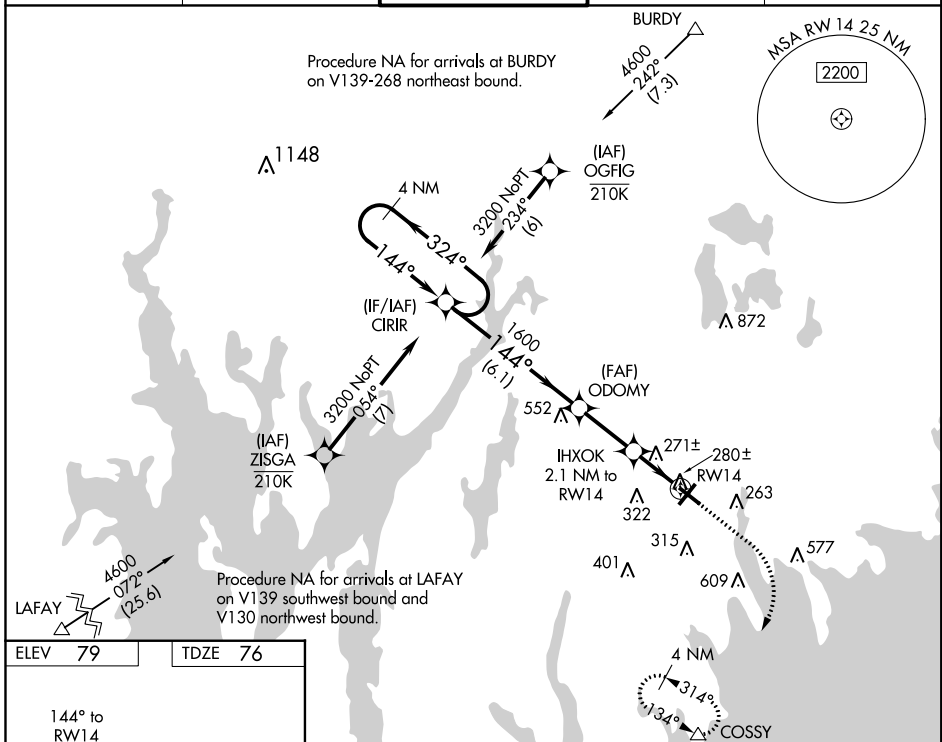 BURDY
Procedure NA for arrivals at BURDY
on V139-268 northeast bound.
4600
242°
(7.3)
MSA RW 14 25 NM
2200
1148
(IAF)
OGFIG
210K
4 NM
3200 NoPT
234°
(6)
324°
144°
(IF/IAF)
CIRIR
1600
144°
(6.1)
872
(FAF)
ODOMY
3200 NoPT
054°
(7)
552
(IAF)
ZISGA
210K
IHXOK
2.1 NM to
RW14
271±
280±
RW14
322
263
315
577
401
609
4600
072°
(25.6)
LAFAY
Procedure NA for arrivals at LAFAY
on V139 southwest bound and
V130 northwest bound.
ELEV 79
TDZE 76
4 NM
314°
134°
COSSY
144° to
RW14